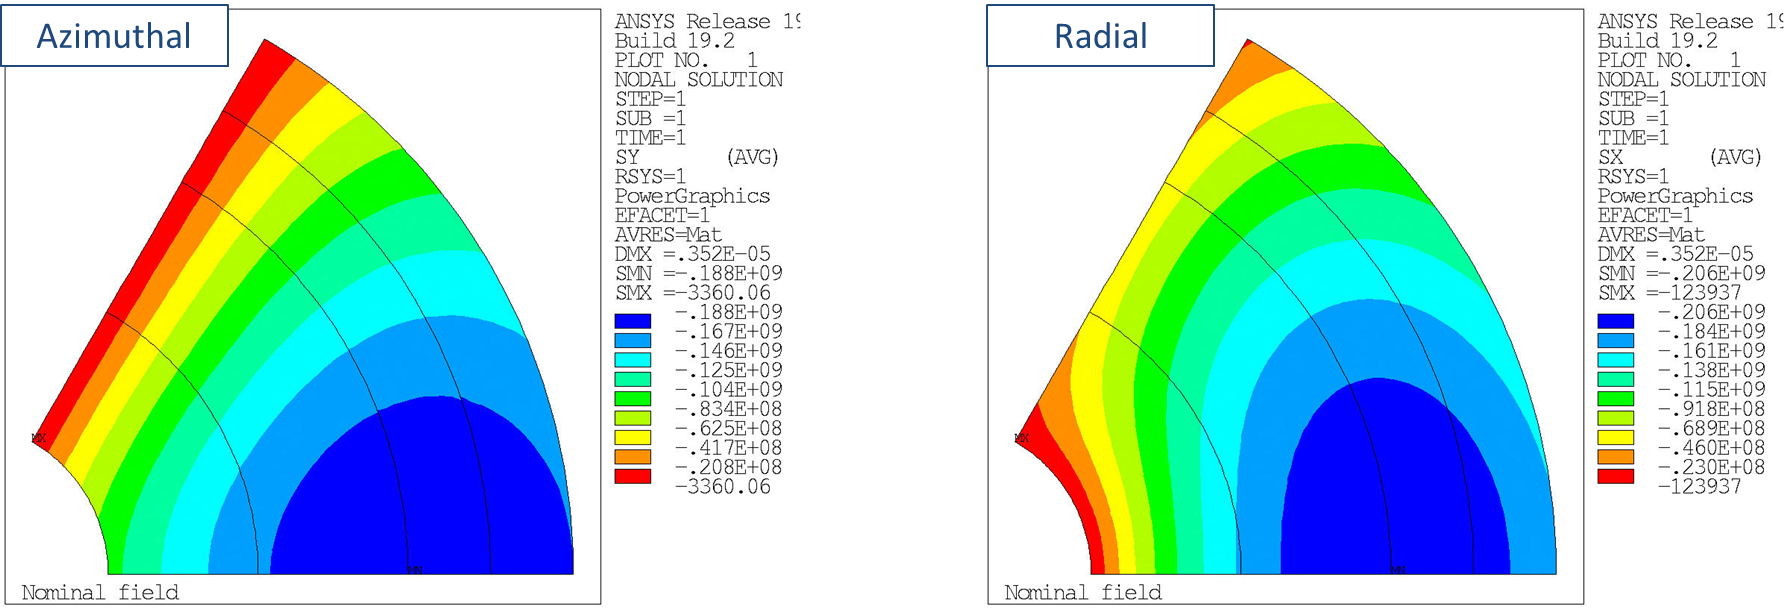 Azimuthal
ANSYS Release 19
Build 19.2
PLOT NO. 1
NODAL SOLUTION
STEP=1
SUB =1
TIME=1
SY (AVG)
RSYS=1
PowerGraphics
EFACET=1
AVRES=Mat
DMX =.352E-05
SMN =-.188E+09
SMX =-3360.06
-.188E+09
-.167E+09
-.146E+09
-.125E+09
-.104E+09
-.834E+08
-.625E+08
-.417E+08
-.208E+08
-3360.06
MX
MN
Nominal field
Radial
ANSYS Release 19
Build 19.2
PLOT NO. 1
NODAL SOLUTION
STEP=1
SUB =1
TIME=1
SX (AVG)
RSYS=1
PowerGraphics
EFACET=1
AVRES=Mat
DMX =.352E-05
SMN =-.206E+09
SMX =-123937
-.206E+09
-.184E+09
-.161E+09
-.138E+09
-.115E+09
-.918E+08
-.689E+08
-.460E+08
-.230E+08
-123937
MX
MN
Nominal field